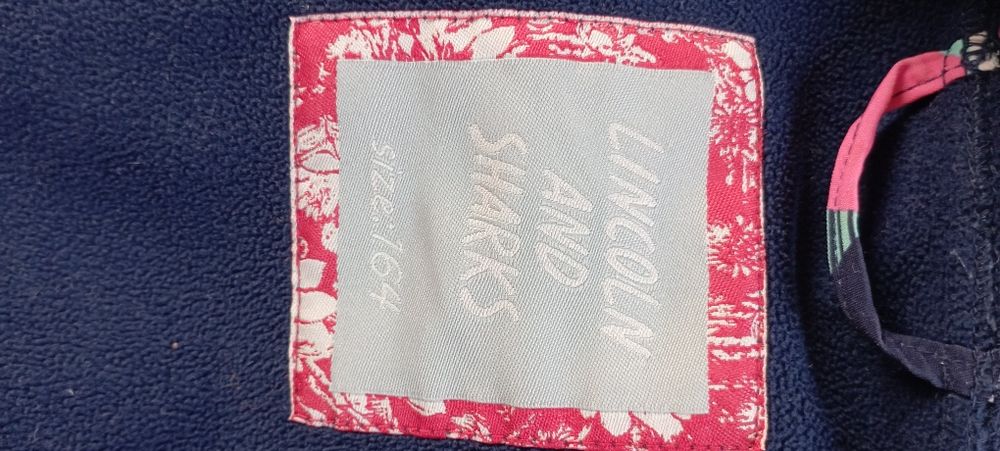 LINCOLN
AND
SHARKS
size:164